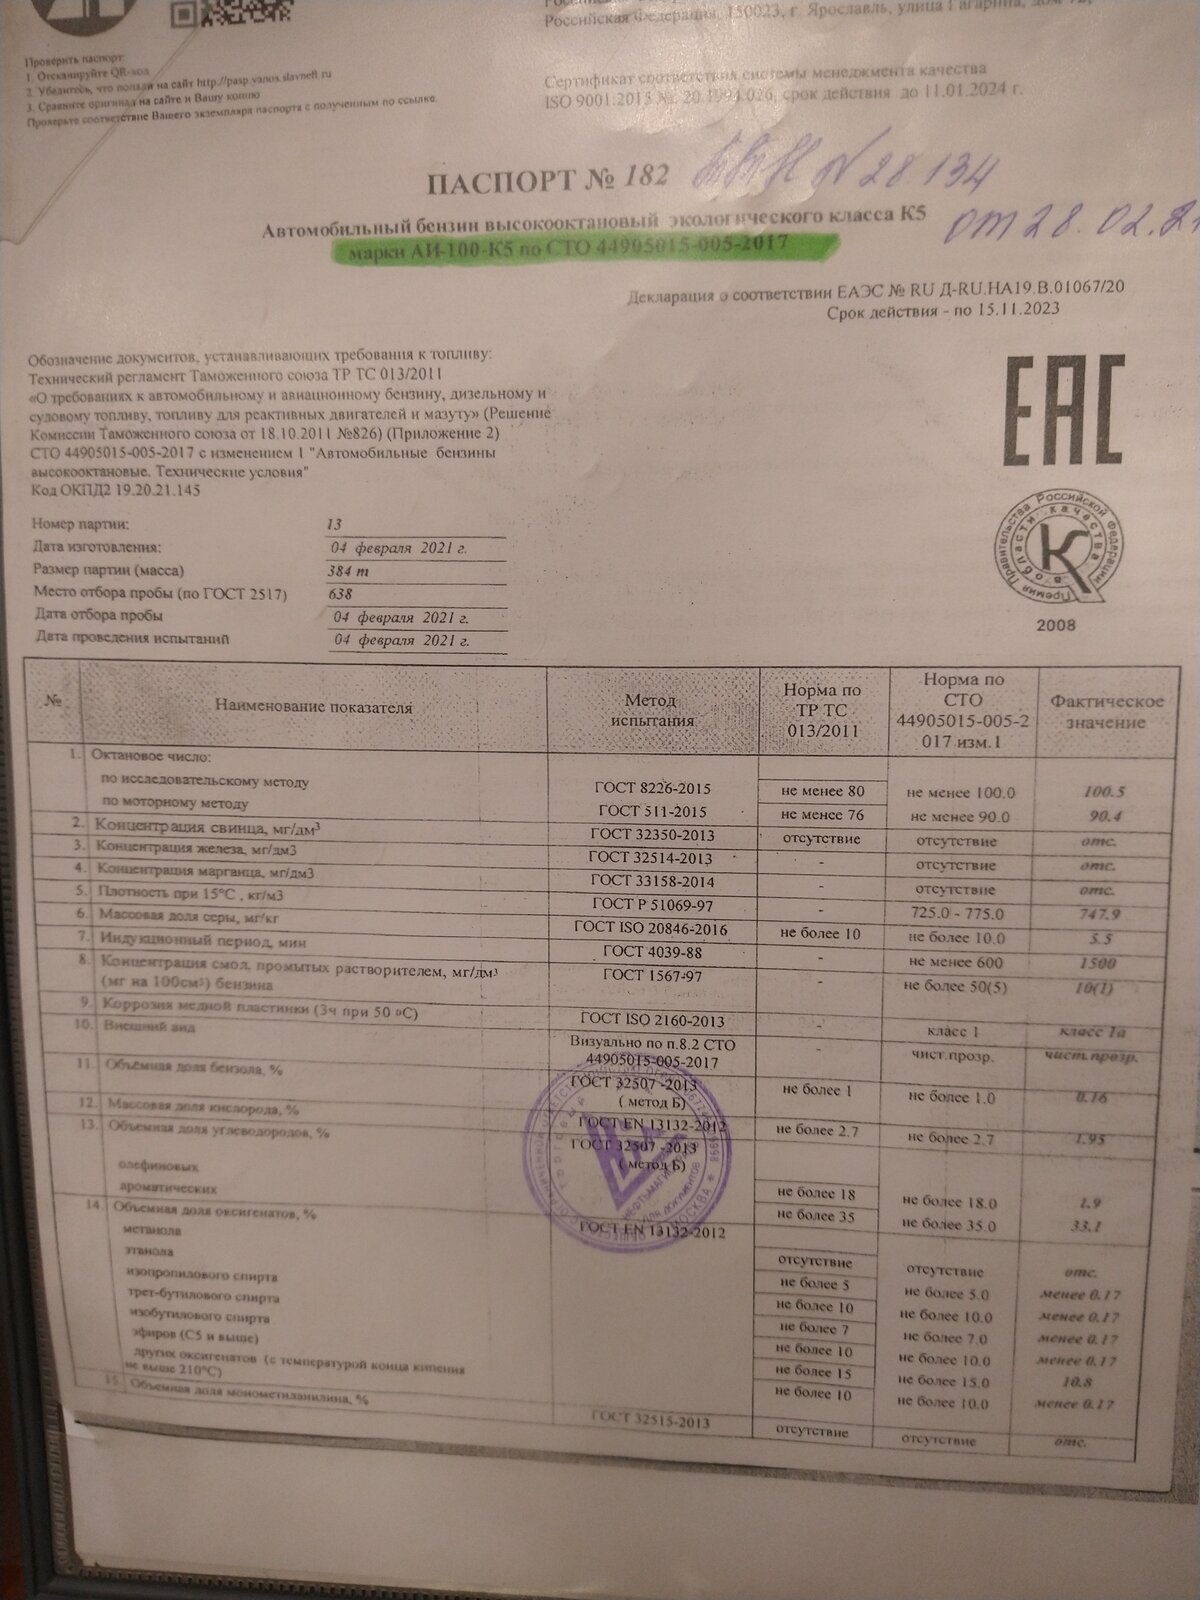 Российская Федерация, 150023, г. Ярославль, улица Гагарина, дом 72,
Проверить паспорт:
1. Отсканируйте QR-код
2. Убедитесь, что попали на сайт http://pasp.yanos.slavneft.ru
3. Сравните оригинал на сайте и Вашу копию
Проверьте соответствие Вашего экземпляра паспорта с полученным по ссылке.
Сертификат соответствия системы менеджмента качества
ISO 9001:2015 № 20.1994.026, срок действия до 11.01.2024 г.
ПАСПОРТ № 182
N 28.134
от 28.02.21
Автомобильный бензин высокооктановый экологического класса К5
марки АИ-100-К5 по СТО 44905015-005-2017
Декларация о соответствии ЕАЭС № RU Д-RU.НА19.В.01067/20
Срок действия - по 15.11.2023
Обозначение документов, устанавливающих требования к топливу:
Технический регламент Таможенного союза ТР ТС 013/2011
«О требованиях к автомобильному и авиационному бензину, дизельному и
судовому топливу, топливу для реактивных двигателей и мазуту» (Решение
Комиссии Таможенного союза от 18.10.2011 №826) (Приложение 2)
СТО 44905015-005-2017 с изменением 1 "Автомобильные бензины
высокооктановые. Технические условия"
Код ОКПД2 19.20.21.145
ЕАС
Премия Правительства Российской Федерации
в области качества
К
2008
Номер партии: 13
Дата изготовления: 04 февраля 2021 г.
Размер партии (масса) 384 т
Место отбора пробы (по ГОСТ 2517) 638
Дата отбора пробы 04 февраля 2021 г.
Дата проведения испытаний 04 февраля 2021 г.
№ Наименование показателя Метод испытания Норма по ТР ТС 013/2011 Норма по СТО 44905015-005-2017 изм.1 Фактическое значение
1. Октановое число:
по исследовательскому методу ГОСТ 8226-2015 не менее 80 не менее 100.0 100.5
по моторному методу ГОСТ 511-2015 не менее 76 не менее 90.0 90.4
2. Концентрация свинца, мг/дм³ ГОСТ 32350-2013 отсутствие отсутствие отс.
3. Концентрация железа, мг/дм3 ГОСТ 32514-2013 - отсутствие отс.
4. Концентрация марганца, мг/дм3 ГОСТ 33158-2014 - отсутствие отс.
5. Плотность при 15°С , кг/м3 ГОСТ Р 51069-97 - 725.0 - 775.0 747.9
6. Массовая доля серы, мг/кг ГОСТ ISO 20846-2016 не более 10 не более 10.0 5.5
7. Индукционный период, мин ГОСТ 4039-88 - не менее 600 1500
8. Концентрация смол, промытых растворителем, мг/дм³ ГОСТ 1567-97 - не более 50(5) 10(1)
(мг на 100см³) бензина
9. Коррозия медной пластинки (3ч при 50 ºС) ГОСТ ISO 2160-2013 - класс 1 класс 1а
10. Внешний вид Визуально по п.8.2 СТО 44905015-005-2017 - чист.прозр. чист.прозр.
11. Объёмная доля бензола, % ГОСТ 32507 -2013 ( метод Б) не более 1 не более 1.0 0.16
12. Массовая доля кислорода, % ГОСТ EN 13132-2012 не более 2.7 не более 2.7 1.95
13. Объемная доля углеводородов, % ГОСТ 32507 -2013 ( метод Б)
олефиновых не более 18 не более 18.0 1.9
ароматических не более 35 не более 35.0 33.1
14. Объемная доля оксигенатов, % ГОСТ EN 13132-2012
метанола отсутствие отсутствие отс.
этанола не более 5 не более 5.0 менее 0.17
изопропилового спирта не более 10 не более 10.0 менее 0.17
трет-бутилового спирта не более 7 не более 7.0 менее 0.17
изобутилового спирта не более 10 не более 10.0 менее 0.17
эфиров (С5 и выше) не более 15 не более 15.0 10.8
других оксигенатов (с температурой конца кипения не более 10 не более 10.0 менее 0.17
не выше 210°С)
15. Объемная доля монометиланилина, % ГОСТ 32515-2013 отсутствие отсутствие отс.
НЕФТЬМАГИСТРАЛЬ
Для документов
МОСКВА